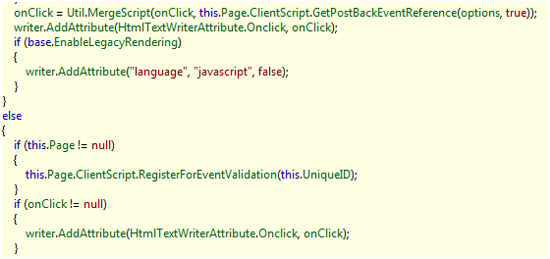 onClick = Util.MergeScript(onClick, this.Page.ClientScript.GetPostBackEventReference(options, true));
writer.AddAttribute(HtmlTextWriterAttribute.Onclick, onClick);
if (base.EnableLegacyRendering)
{
writer.AddAttribute("language", "javascript", false);
}
}
else
{
if (this.Page != null)
{
this.Page.ClientScript.RegisterForEventValidation(this.UniqueID);
}
if (onClick != null)
{
writer.AddAttribute(HtmlTextWriterAttribute.Onclick, onClick);
}